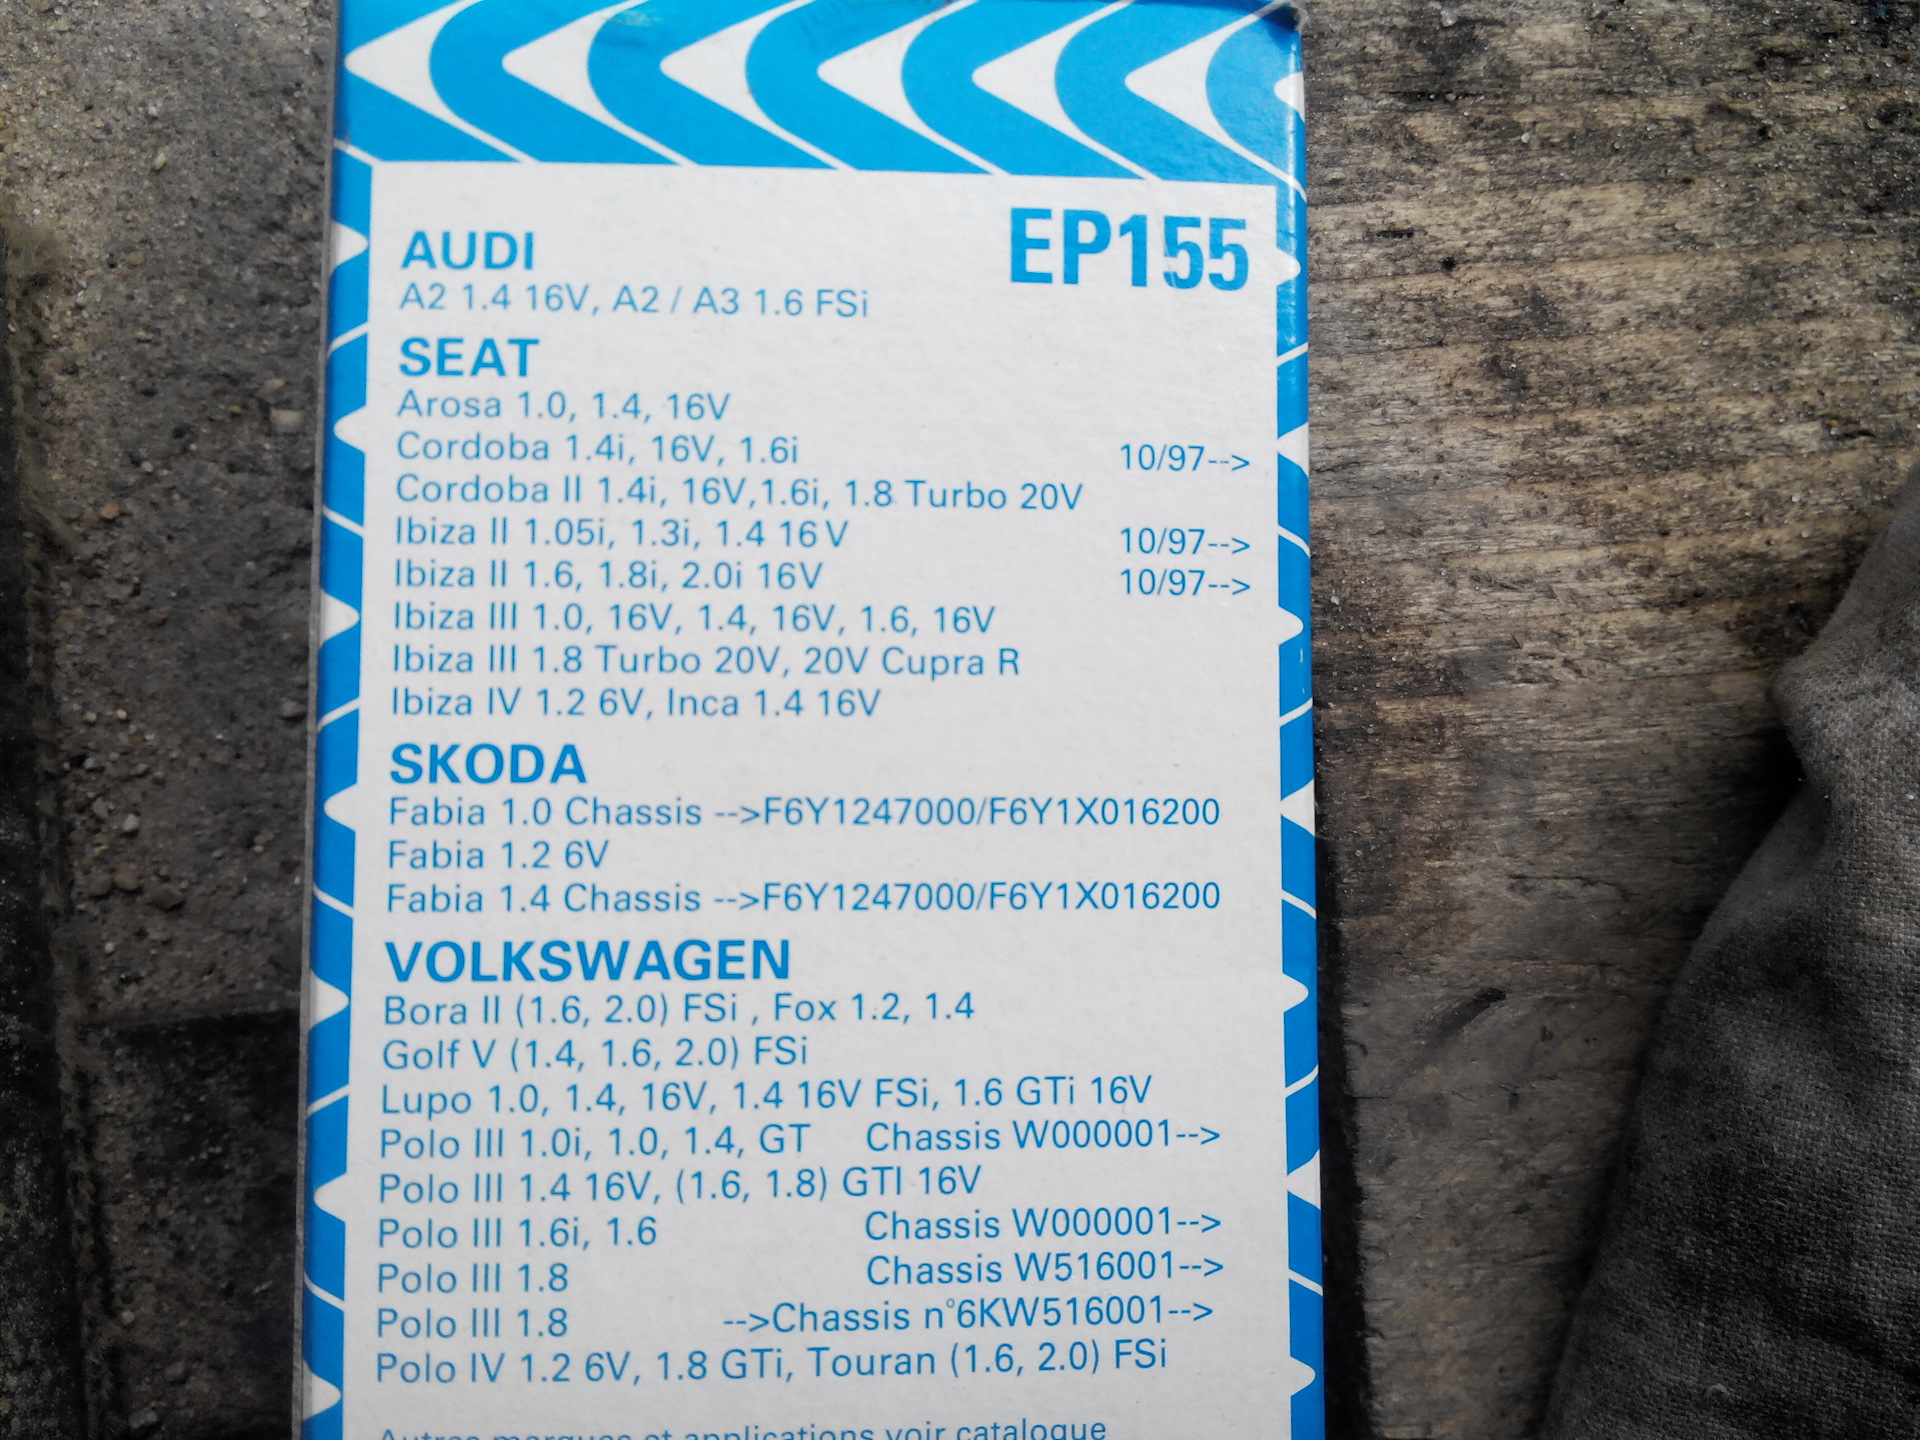 EP155
AUDI
A2 1.4 16V, A2 / A3 1.6 FSi
SEAT
Arosa 1.0, 1.4, 16V
Cordoba 1.4i, 16V, 1.6i 10/97-->
Cordoba II 1.4i, 16V,1.6i, 1.8 Turbo 20V
Ibiza II 1.05i, 1.3i, 1.4 16V 10/97-->
Ibiza II 1.6, 1.8i, 2.0i 16V 10/97-->
Ibiza III 1.0, 16V, 1.4, 16V, 1.6, 16V
Ibiza III 1.8 Turbo 20V, 20V Cupra R
Ibiza IV 1.2 6V, Inca 1.4 16V
SKODA
Fabia 1.0 Chassis -->F6Y1247000/F6Y1X016200
Fabia 1.2 6V
Fabia 1.4 Chassis -->F6Y1247000/F6Y1X016200
VOLKSWAGEN
Bora II (1.6, 2.0) FSi , Fox 1.2, 1.4
Golf V (1.4, 1.6, 2.0) FSi
Lupo 1.0, 1.4, 16V, 1.4 16V FSi, 1.6 GTi 16V
Polo III 1.0i, 1.0, 1.4, GT Chassis W000001-->
Polo III 1.4 16V, (1.6, 1.8) GTI 16V
Polo III 1.6i, 1.6 Chassis W000001-->
Polo III 1.8 Chassis W516001-->
Polo III 1.8 -->Chassis n°6KW516001-->
Polo IV 1.2 6V, 1.8 GTi, Touran (1.6, 2.0) FSi
Autres marques et applications voir catalogue